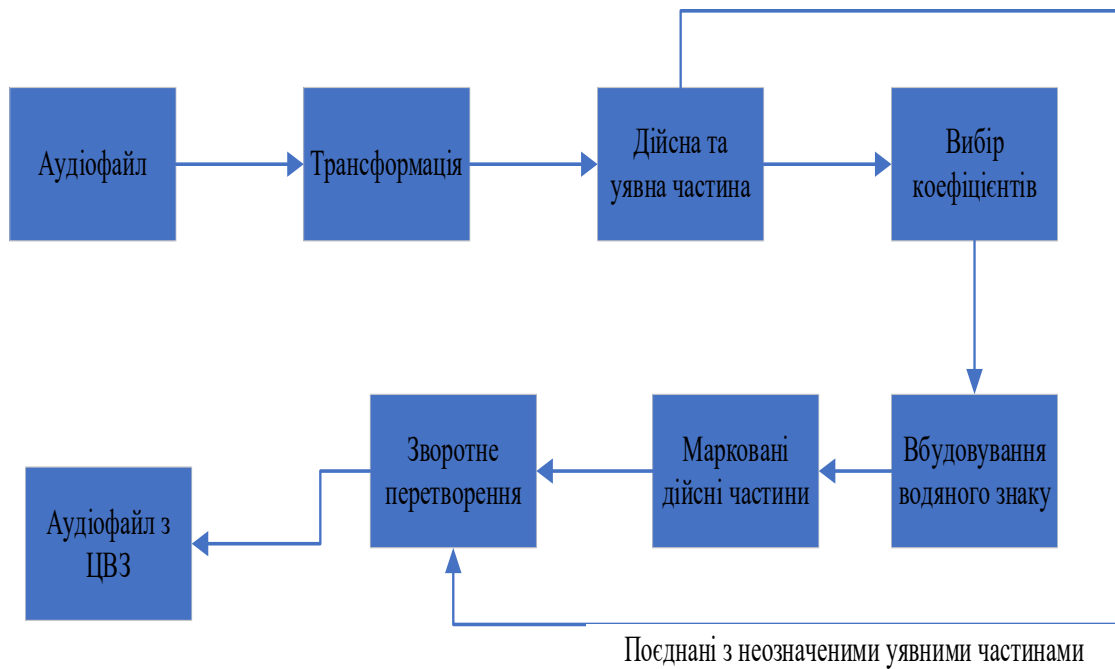 Аудіофайл
Трансформація
Дійсна та
уявна частина
Вибір
коефіцієнтів
Вбудовування
водяного знаку
Марковані
дійсні частини
Зворотне
перетворення
Аудіофайл з
ЦВЗ
Поєднані з неозначеними уявними частинами